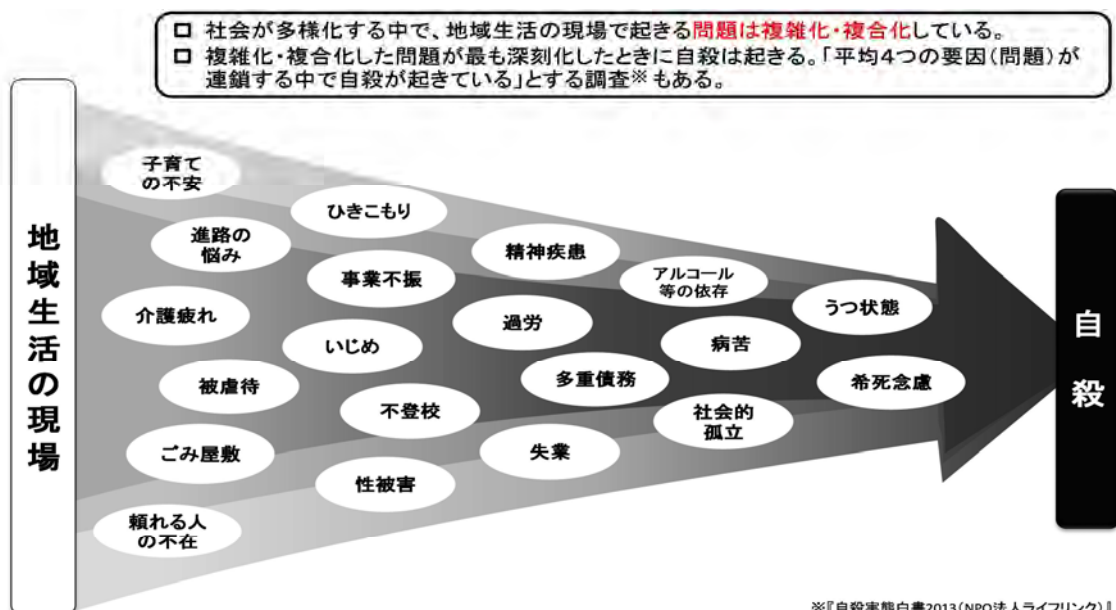 □ 社会が多様化する中で、地域生活の現場で起きる問題は複雑化・複合化している。
□ 複雑化・複合化した問題が最も深刻化したときに自殺は起きる。「平均4つの要因(問題)が
連鎖する中で自殺が起きている」とする調査※もある。
地域生活の現場
子育て
の不安
ひきこもり
進路の
悩み
精神疾患
事業不振
アルコール
等の依存
うつ状態
介護疲れ
過労
いじめ
病苦
被虐待
多重債務
希死念慮
不登校
社会的
孤立
ごみ屋敷
失業
性被害
頼れる人
の不在
自殺
※『自殺実態白書2013(NPO法人ライフリンク)』